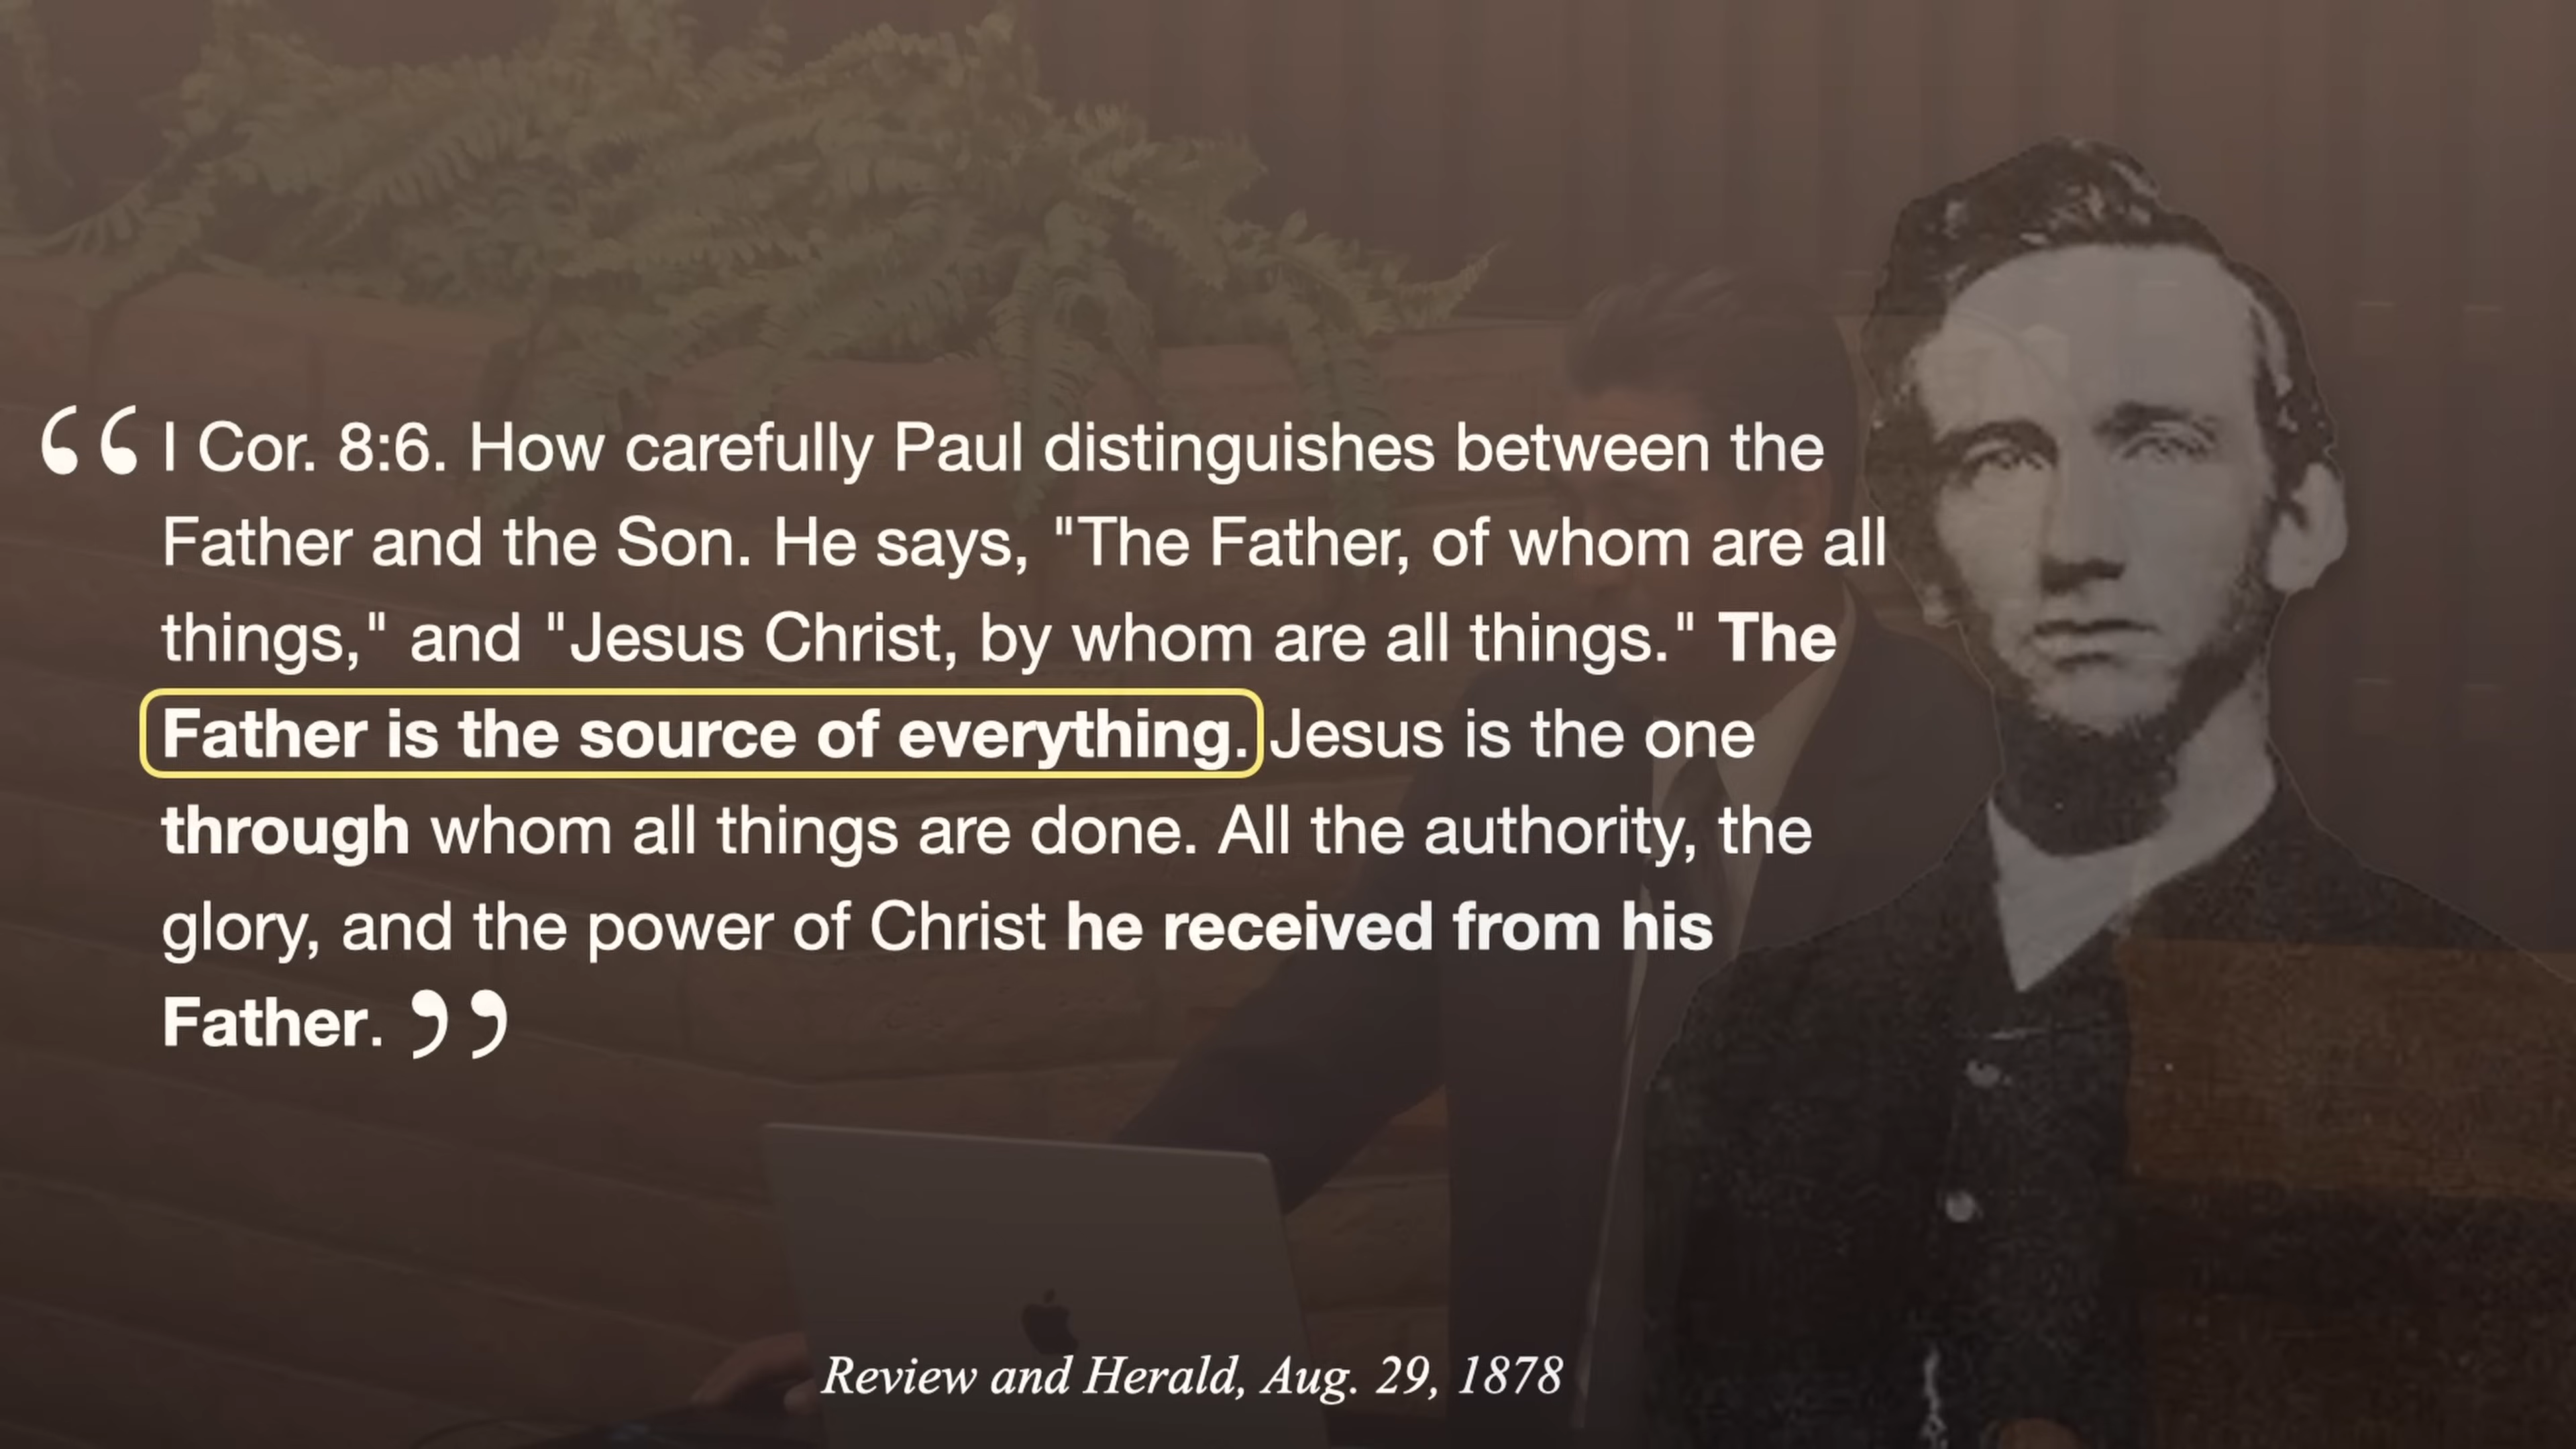 “ I Cor. 8:6. How carefully Paul distinguishes between the
Father and the Son. He says, "The Father, of whom are all
things," and "Jesus Christ, by whom are all things." The
Father is the source of everything. Jesus is the one
through whom all things are done. All the authority, the
glory, and the power of Christ he received from his
Father. ”
Review and Herald, Aug. 29, 1878